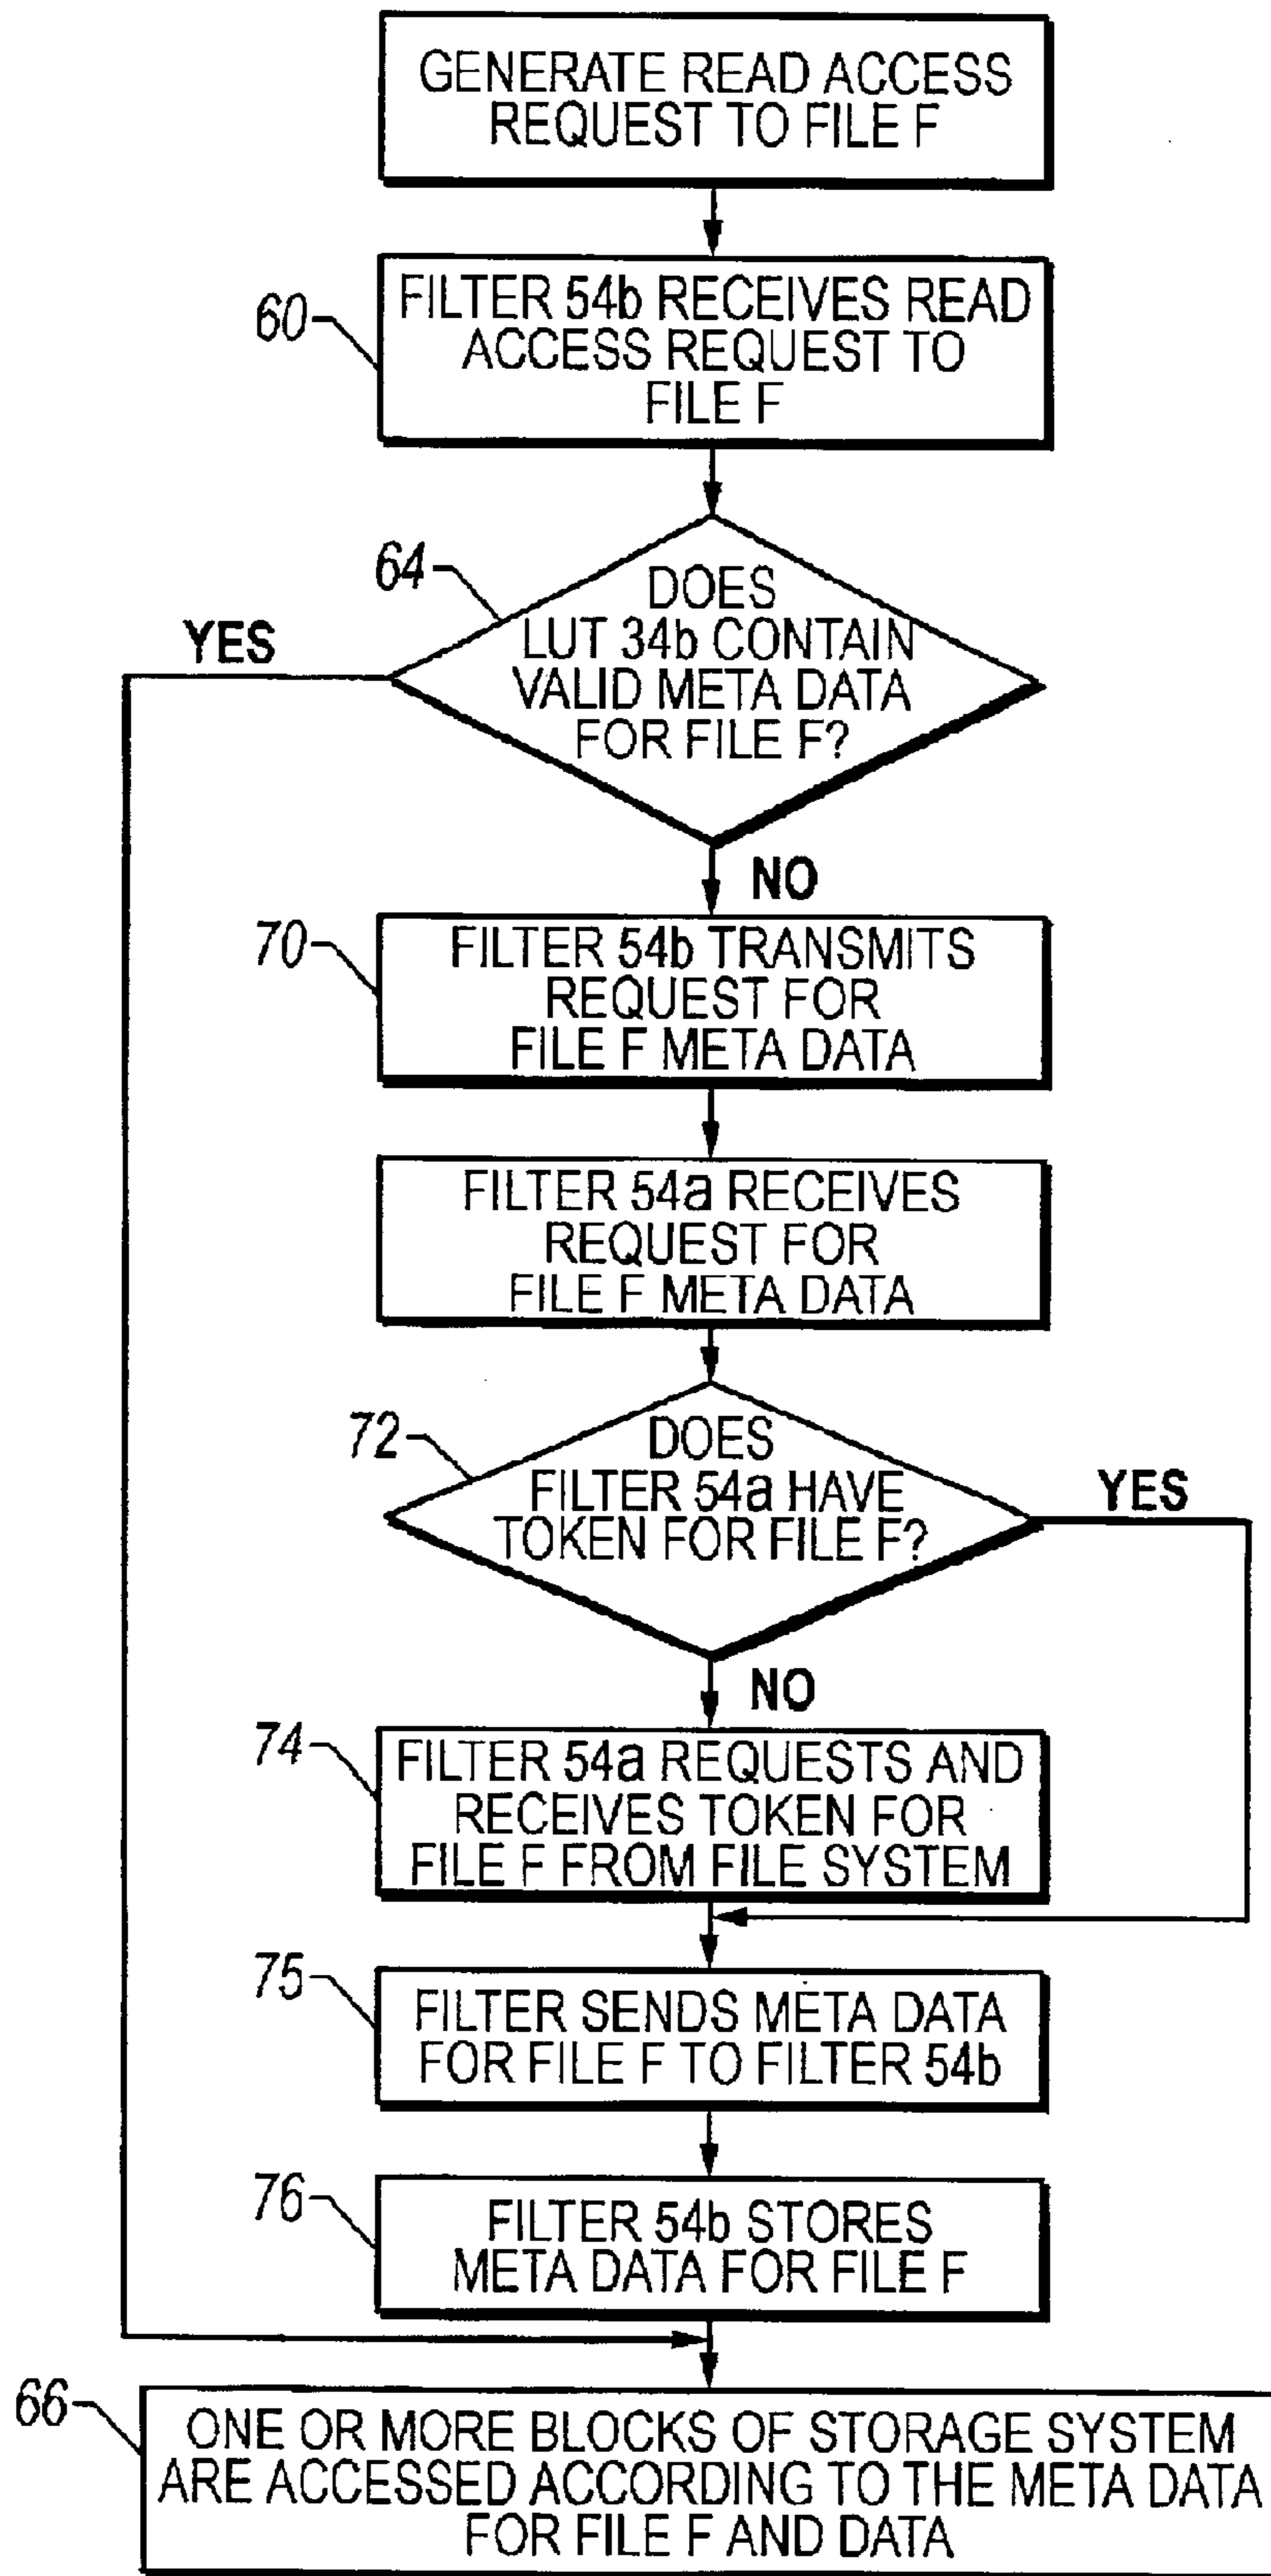 GENERATE READ ACCESS
REQUEST TO FILE F
60
FILTER 54b RECEIVES READ
ACCESS REQUEST TO
FILE F
64
YES
DOES
LUT 34b CONTAIN
VALID META DATA
FOR FILE F?
NO
70
FILTER 54b TRANSMITS
REQUEST FOR
FILE F META DATA
FILTER 54a RECEIVES
REQUEST FOR
FILE F META DATA
72
DOES
FILTER 54a HAVE
TOKEN FOR FILE F?
YES
NO
74
FILTER 54a REQUESTS AND
RECEIVES TOKEN FOR
FILE F FROM FILE SYSTEM
75
FILTER SENDS META DATA
FOR FILE F TO FILTER 54b
76
FILTER 54b STORES
META DATA FOR FILE F
66
ONE OR MORE BLOCKS OF STORAGE SYSTEM
ARE ACCESSED ACCORDING TO THE META DATA
FOR FILE F AND DATA